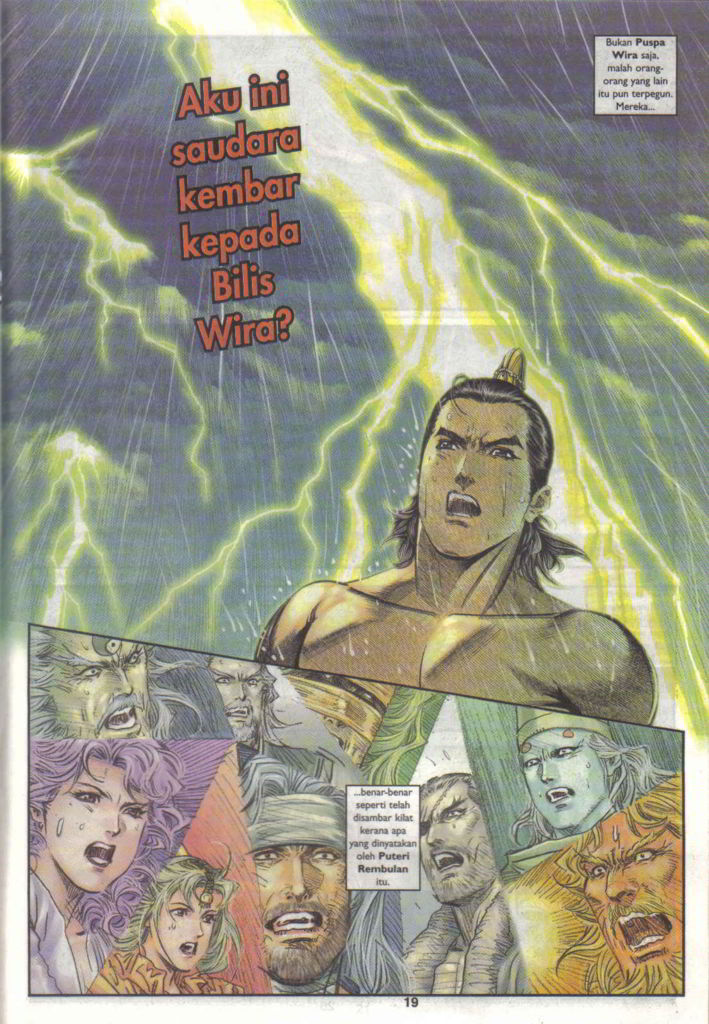 Aku ini
saudara
kembar
kepada
Bilis
Wira?
Bukan Puspa
Wira saja,
malah orang-
orang yang lain
itu pun terpegun.
Mereka...
...benar-benar
seperti telah
disambar kilat
kerana apa
yang dinyatakan
oleh Puteri
Rembulan
itu.
19